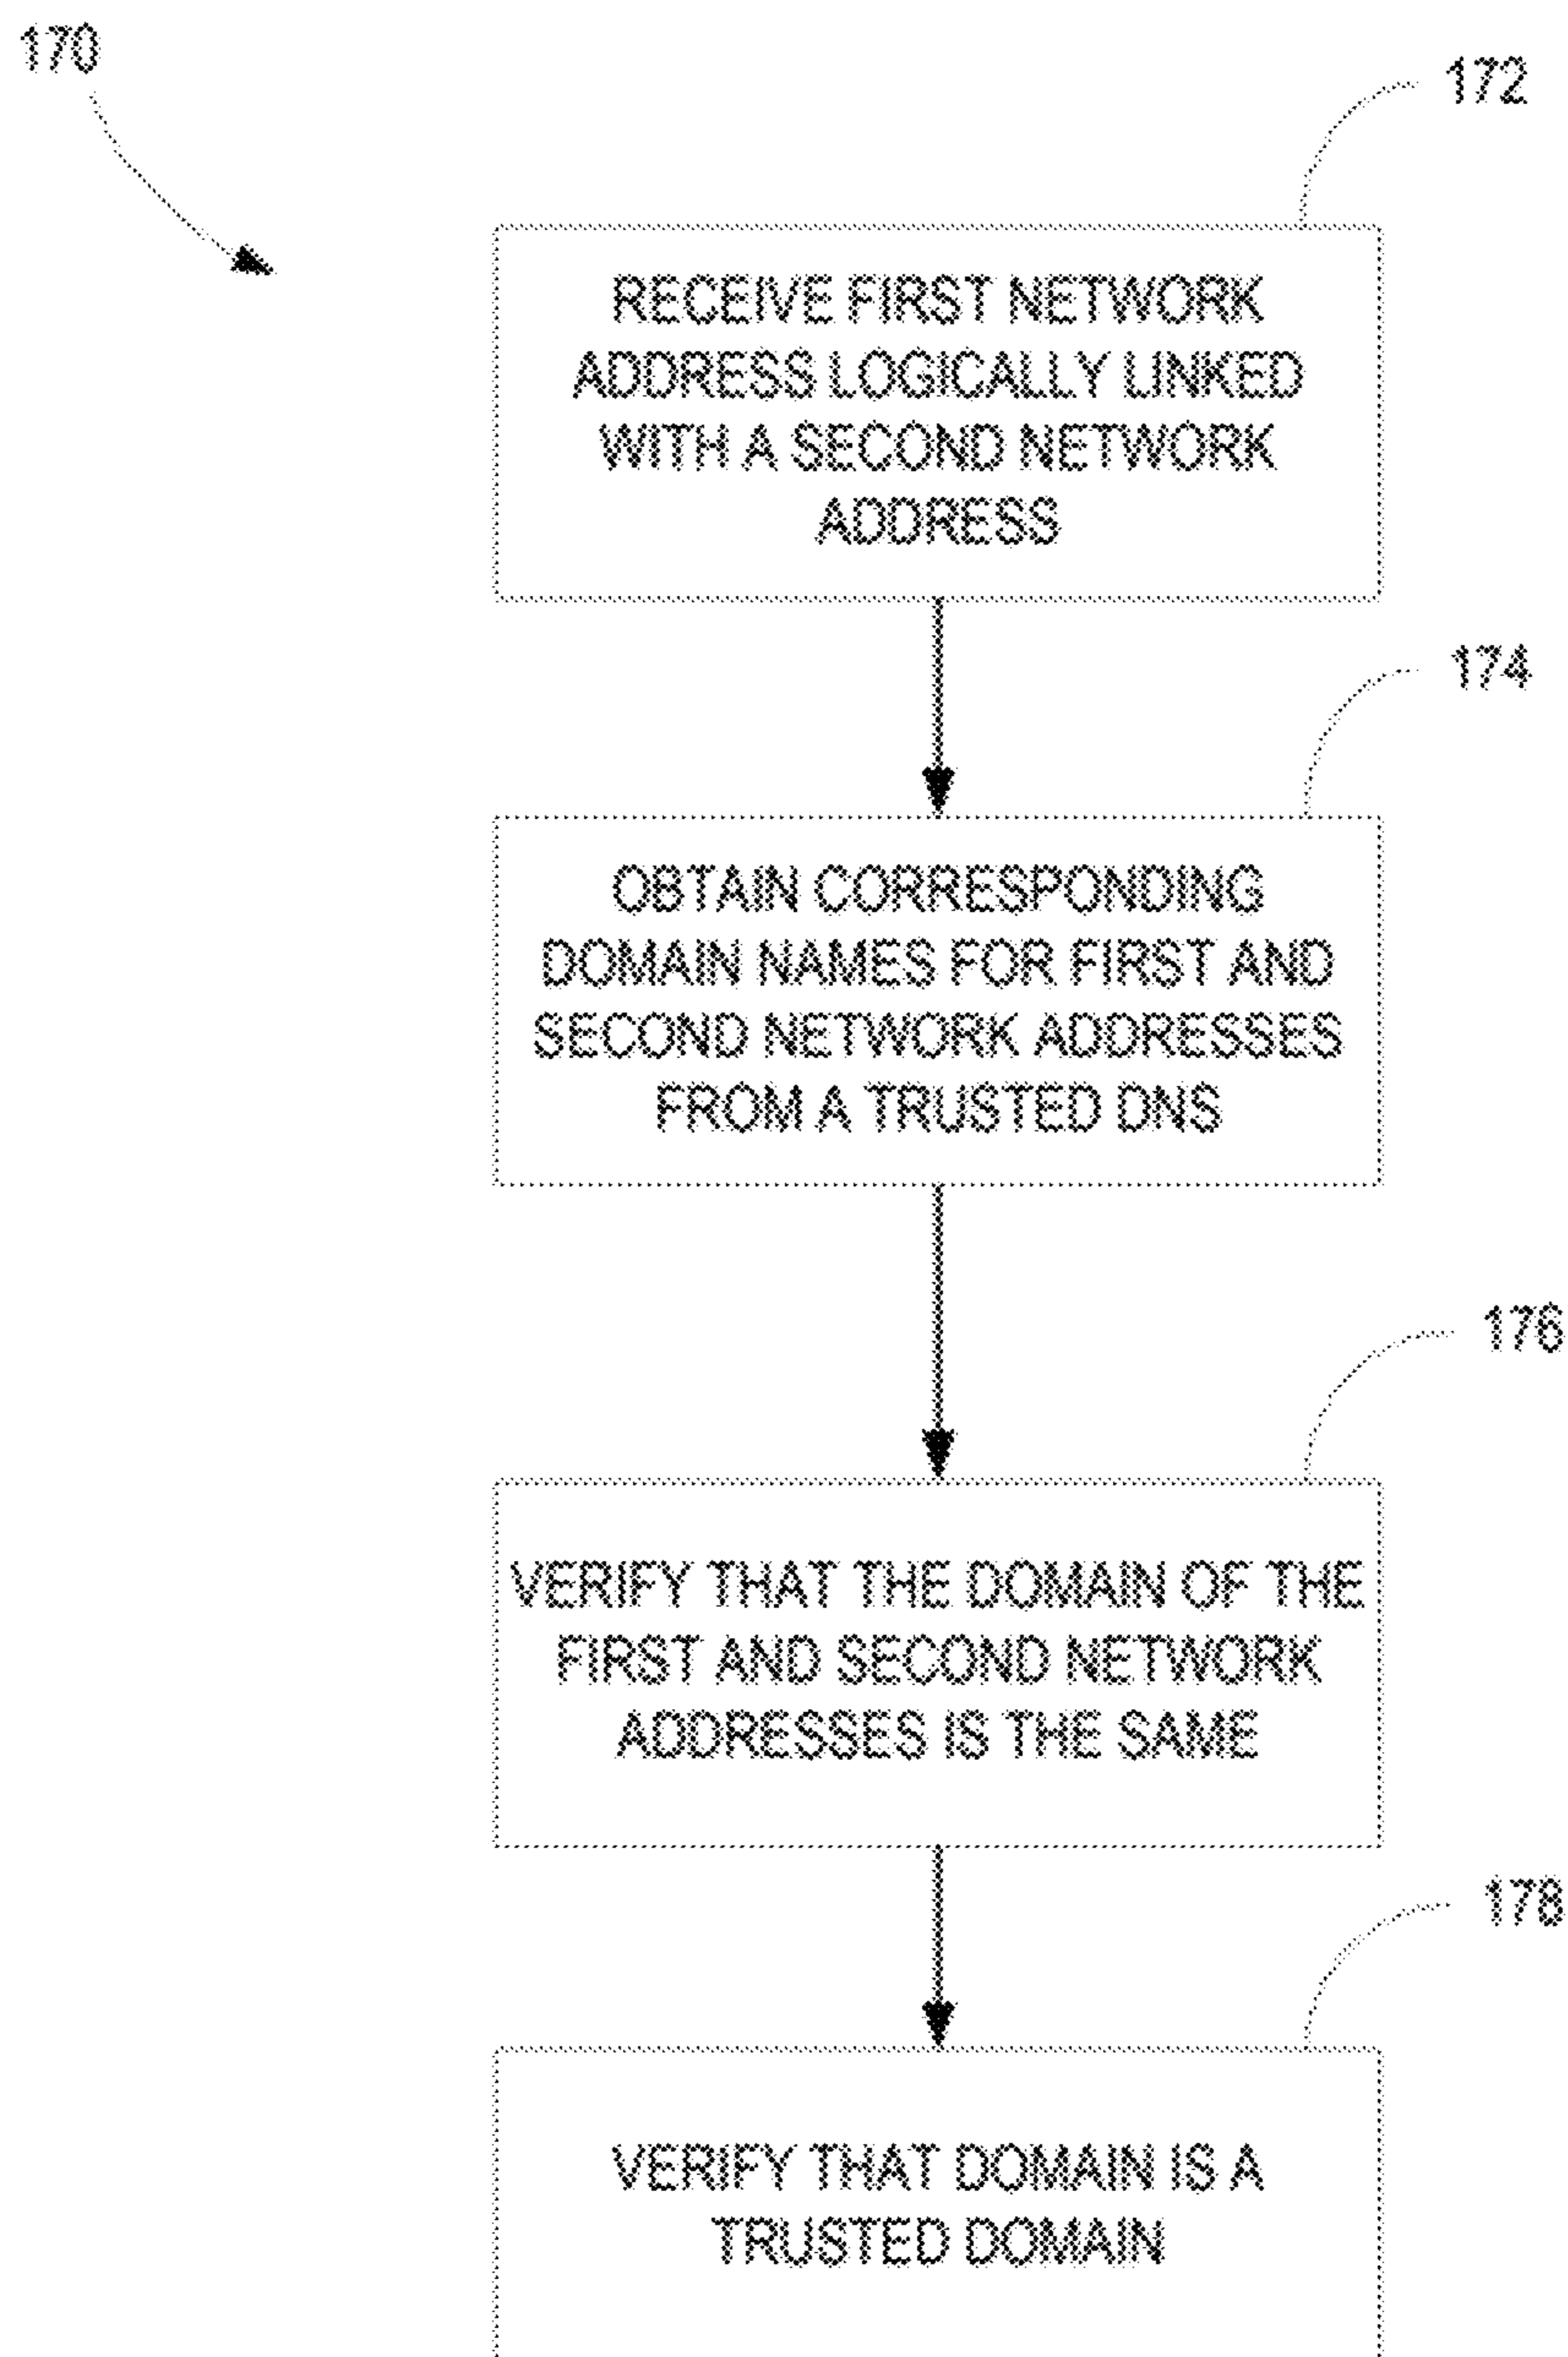 170
172
RECEIVE FIRST NETWORK
ADDRESS LOGICALLY LINKED
WITH A SECOND NETWORK
ADDRESS
174
OBTAIN CORRESPONDING
DOMAIN NAMES FOR FIRST AND
SECOND NETWORK ADDRESSES
FROM A TRUSTED DNS
176
VERIFY THAT THE DOMAIN OF THE
FIRST AND SECOND NETWORK
ADDRESSES IS THE SAME
178
VERIFY THAT DOMAIN IS A
TRUSTED DOMAIN